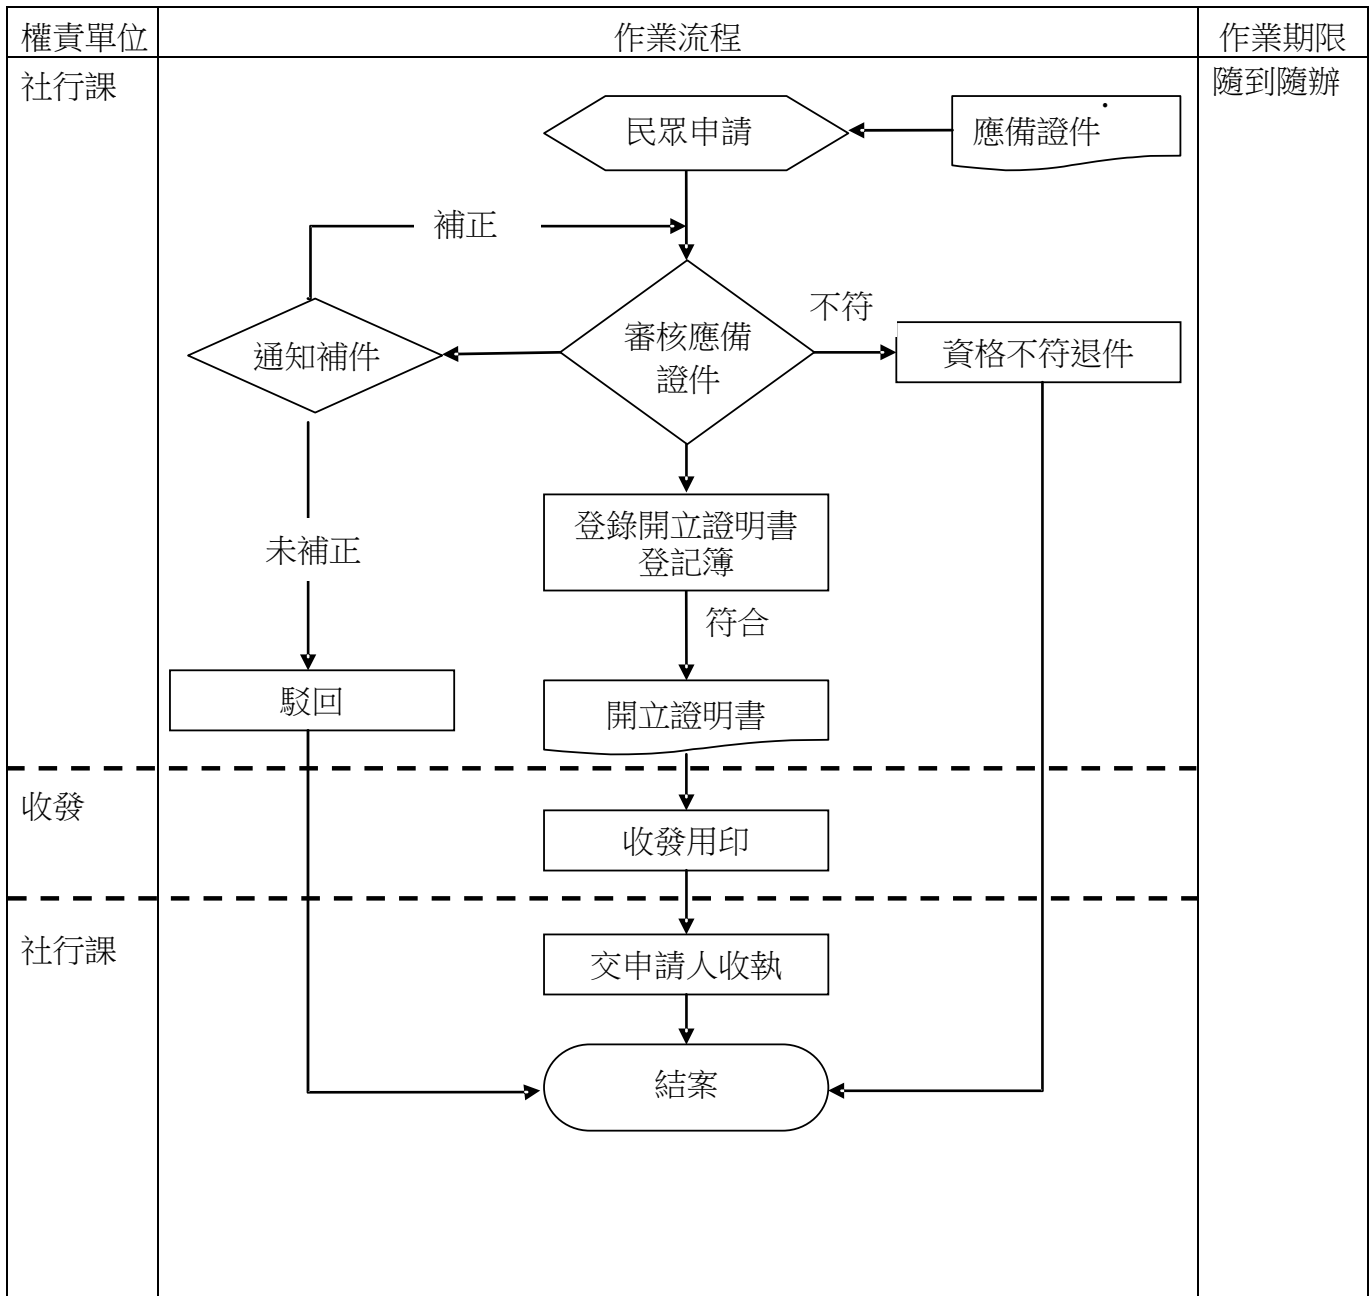 權責單位
作業流程
作業期限
社行課
隨到隨辦
民眾申請
應備證件
補正
不符
通知補件
審核應備
證件
資格不符退件
登錄開立證明書
登記簿
未補正
符合
駁回
開立證明書
收發
收發用印
社行課
交申請人收執
結案